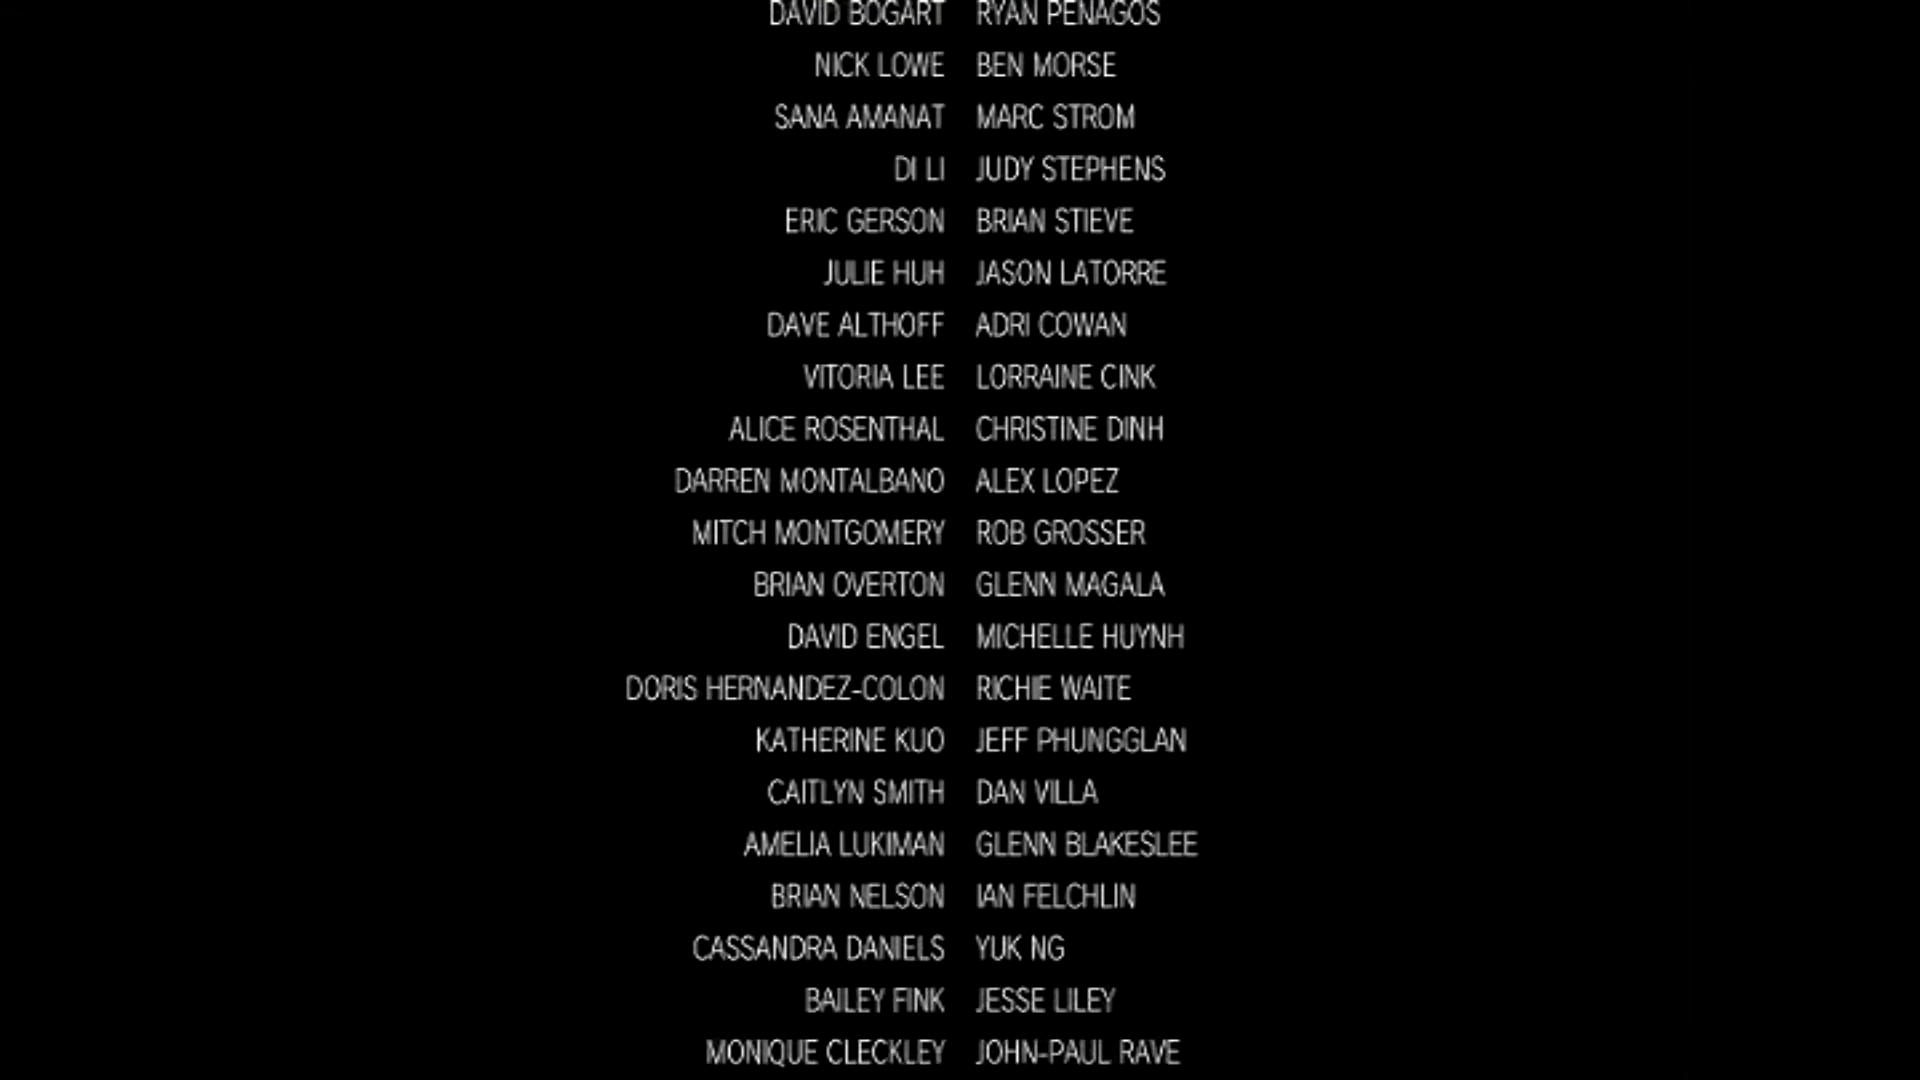 DAVID BOGART RYAN PENAGOS
NICK LOWE BEN MORSE
SANA AMANAT MARC STROM
DI LI JUDY STEPHENS
ERIC GERSON BRIAN STIEVE
JULIE HUH JASON LATORRE
DAVE ALTHOFF ADRI COWAN
VITORIA LEE LORRAINE CINK
ALICE ROSENTHAL CHRISTINE DINH
DARREN MONTALBANO ALEX LOPEZ
MITCH MONTGOMERY ROB GROSSER
BRIAN OVERTON GLENN MAGALA
DAVID ENGEL MICHELLE HUYNH
DORIS HERNANDEZ-COLON RICHIE WAITE
KATHERINE KUO JEFF PHUNGGLAN
CAITLYN SMITH DAN VILLA
AMELIA LUKIMAN GLENN BLAKESLEE
BRIAN NELSON IAN FELCHLIN
CASSANDRA DANIELS YUK NG
BAILEY FINK JESSE LILEY
MONIQUE CLECKLEY JOHN-PAUL RAVE